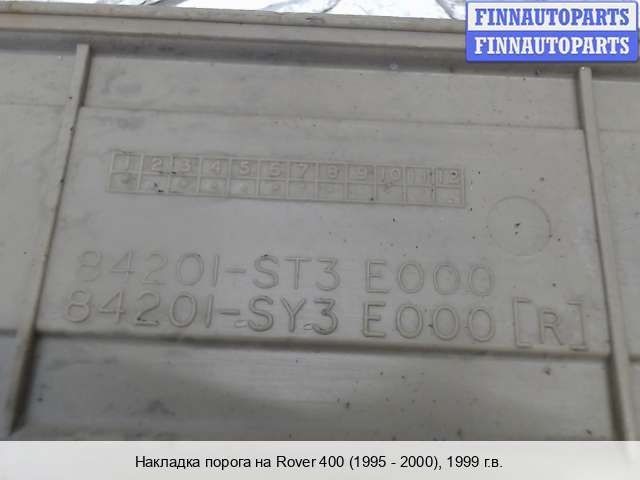 FINNAUTOPARTS
FINNAUTOPARTS
1 2 3 4 5 6 7 8 9 10 11 12
84201-ST3 E000
84201-SY3 E000 [R]
Накладка порога на Rover 400 (1995 - 2000), 1999 г.в.